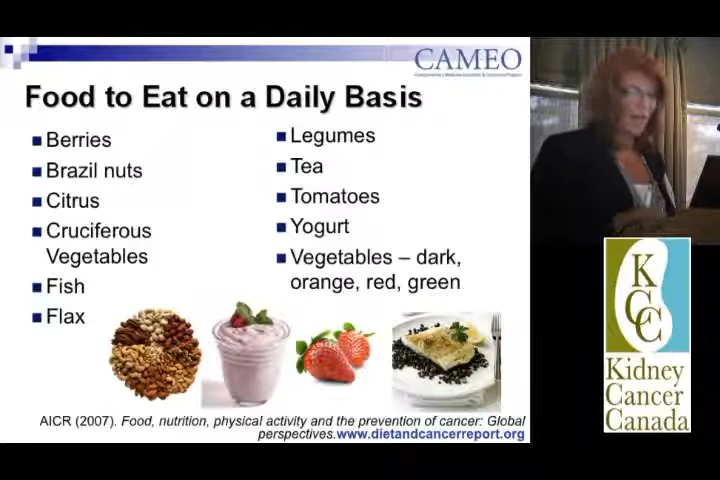 CAMEO
Food to Eat on a Daily Basis
Berries
Brazil nuts
Citrus
Cruciferous
Vegetables
Fish
Flax
Legumes
Tea
Tomatoes
Yogurt
Vegetables – dark,
orange, red, green
AICR (2007). Food, nutrition, physical activity and the prevention of cancer: Global
perspectives.www.dietandcancerreport.org
K
C
C
Kidney
Cancer
Canada